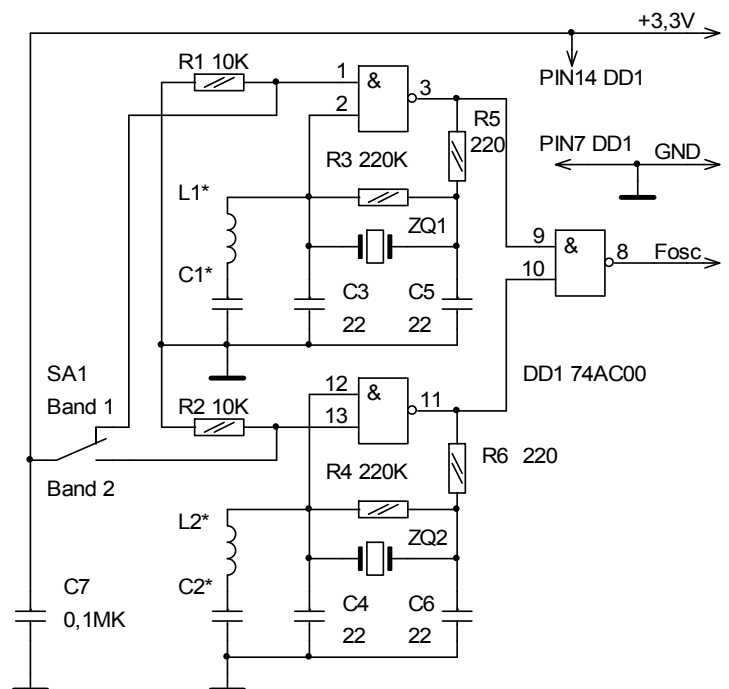 +3,3V
R1 10K
1
&
3
PIN14 DD1
2
R5
220
PIN7 DD1
GND
R3 220K
L1*
ZQ1
9
&
8
Fosc
10
C1*
C3
22
C5
22
SA1
Band 1
12
&
11
DD1 74AC00
R2 10K
13
R4 220K
R6 220
Band 2
L2*
ZQ2
C2*
C7
0,1MK
C4
22
C6
22